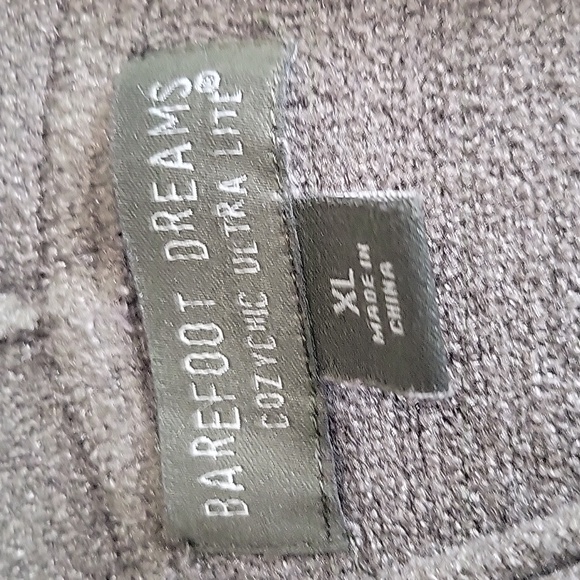 BAREFOOT DREAMS
COZYCHIC ULTRA LITE®
XL
MADE IN
CHINA